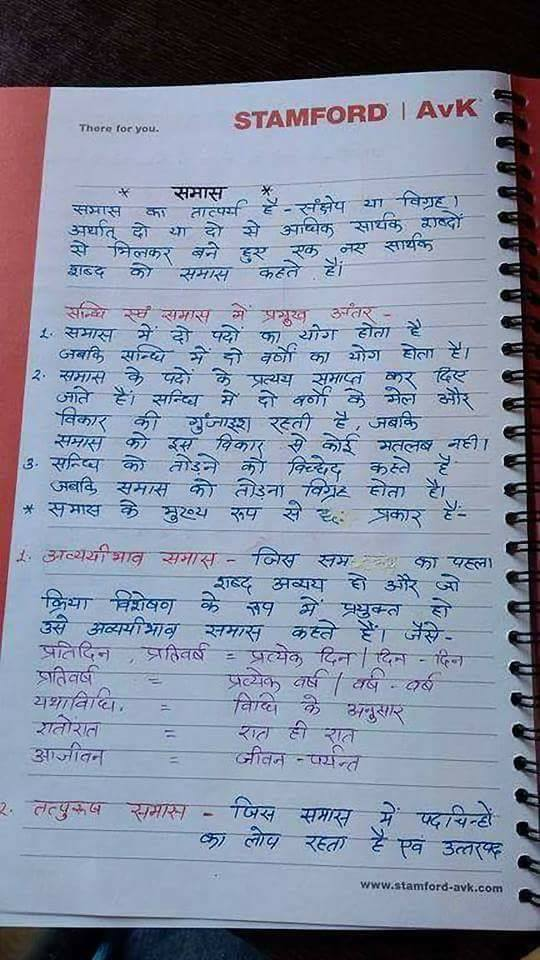 There for you.
STAMFORD | AvK
* समास *
समास का तात्पर्य है - संक्षेप या विग्रह।
अर्थात् दो या दो से अधिक सार्थक शब्दों
से मिलकर बने हुए एक नए सार्थक
शब्द को समास कहते हैं।
सन्धि एवं समास में प्रमुख अंतर -
1. समास में दो पदों का योग होता है
जबकि सन्धि में दो वर्णों का योग होता है।
2. समास के पदों के प्रत्यय समाप्त कर दिए
जाते हैं। सन्धि में दो वर्णों के मेल और
विकार की गुंजाइश रहती है, जबकि
समास को इस विकार से कोई मतलब नही।
3. सन्धि को तोड़ने को विच्छेद कहते है
जबकि समास को तोड़ना विग्रह होता है।
* समास के मुख्य रूप से प्रकार हैं-
1. अव्ययीभाव समास - जिस का पहला
शब्द अव्यय हो और जो
क्रिया विशेषण के रूप में प्रयुक्त हो
उसे अव्ययीभाव समास कहते हैं। जैसे-
प्रतिदिन, प्रतिवर्ष = प्रत्येक दिन / दिन - दिन
प्रतिवर्ष = प्रत्येक वर्ष / वर्ष - वर्ष
यथाविधि. = विधि के अनुसार
रातोंरात = रात ही रात
आजीवन = जीवन - पर्यन्त
2. तत्पुरुष समास - जिस समास में पदचिन्हों
का लोप रहता है एवं उत्तरपद
www.stamford-avk.com